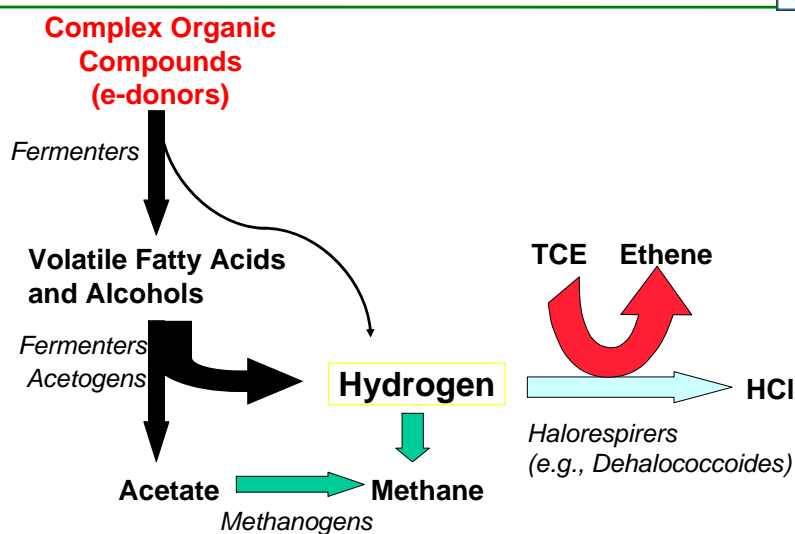 Complex Organic
Compounds
(e-donors)
Fermenters
Volatile Fatty Acids
and Alcohols
TCE Ethene
Fermenters
Acetogens
Hydrogen
HCl
Halorespirers
(e.g., Dehalococcoides)
Acetate
Methane
Methanogens